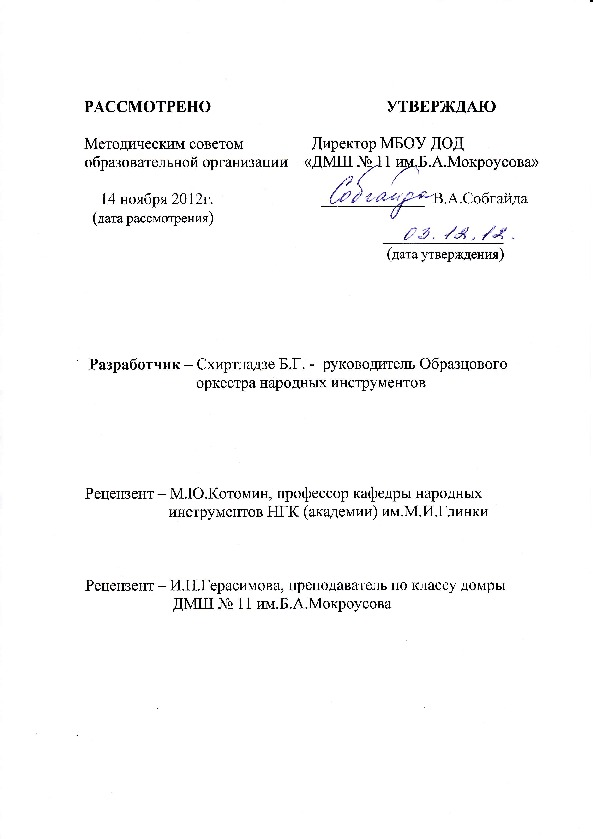 РАССМОТРЕНО
Методическим советом
образовательной организации
14 ноября 2012г.
(дата рассмотрения)
УТВЕРЖДАЮ
Директор МБОУ ДОД
«ДМШ № 11 им.Б.А.Мокроусова»
Собгайда В.А.Собгайда
03.12.12.
(дата утверждения)
Разработчик – Схиртладзе Б.Г. - руководитель Образцового
оркестра народных инструментов
Рецензент – М.Ю.Котомин, профессор кафедры народных
инструментов НГК (академии) им.М.И.Глинки
Рецензент – И.П.Герасимова, преподаватель по классу домры
ДМШ № 11 им.Б.А.Мокроусова